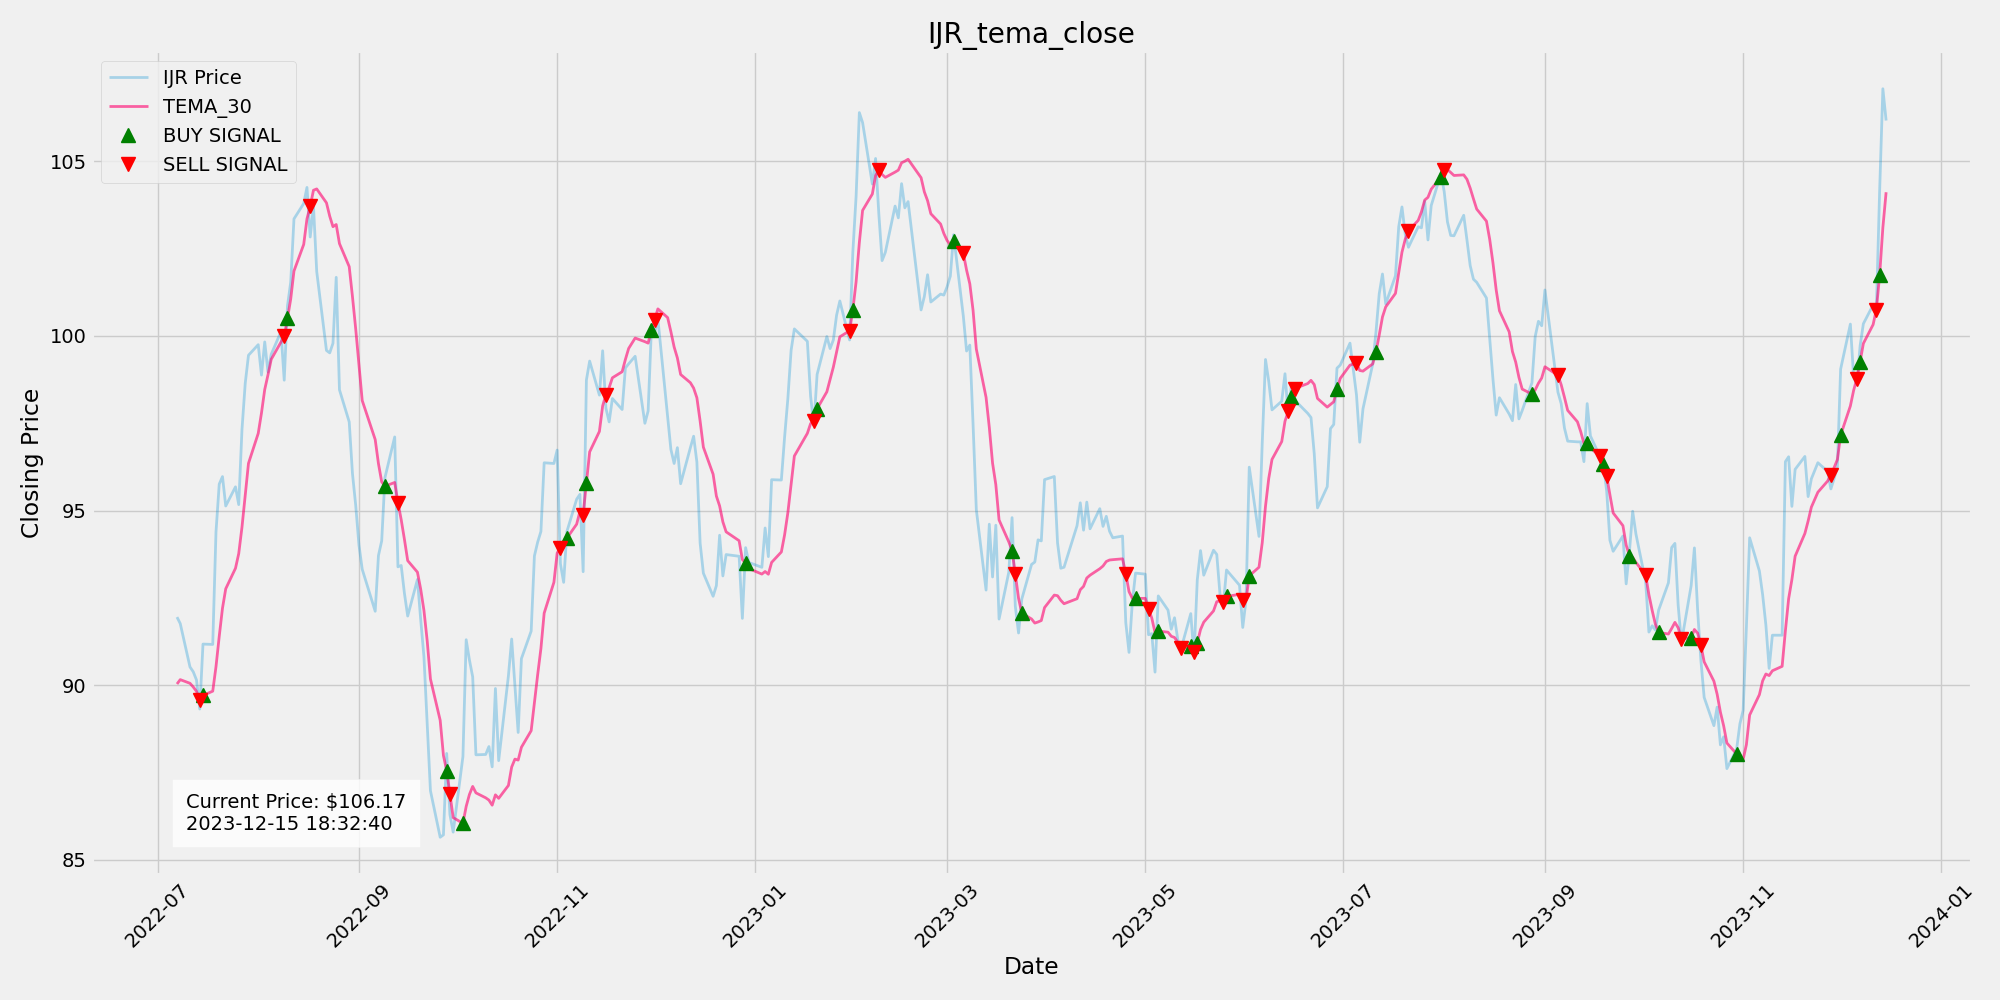 IJR_tema_close
IJR Price
TEMA_30
BUY SIGNAL
SELL SIGNAL
105
100
95
90
85
Closing Price
Current Price: $106.17
2023-12-15 18:32:40
2022-07
2022-09
2022-11
2023-01
2023-03
2023-05
2023-07
2023-09
2023-11
2024-01
Date